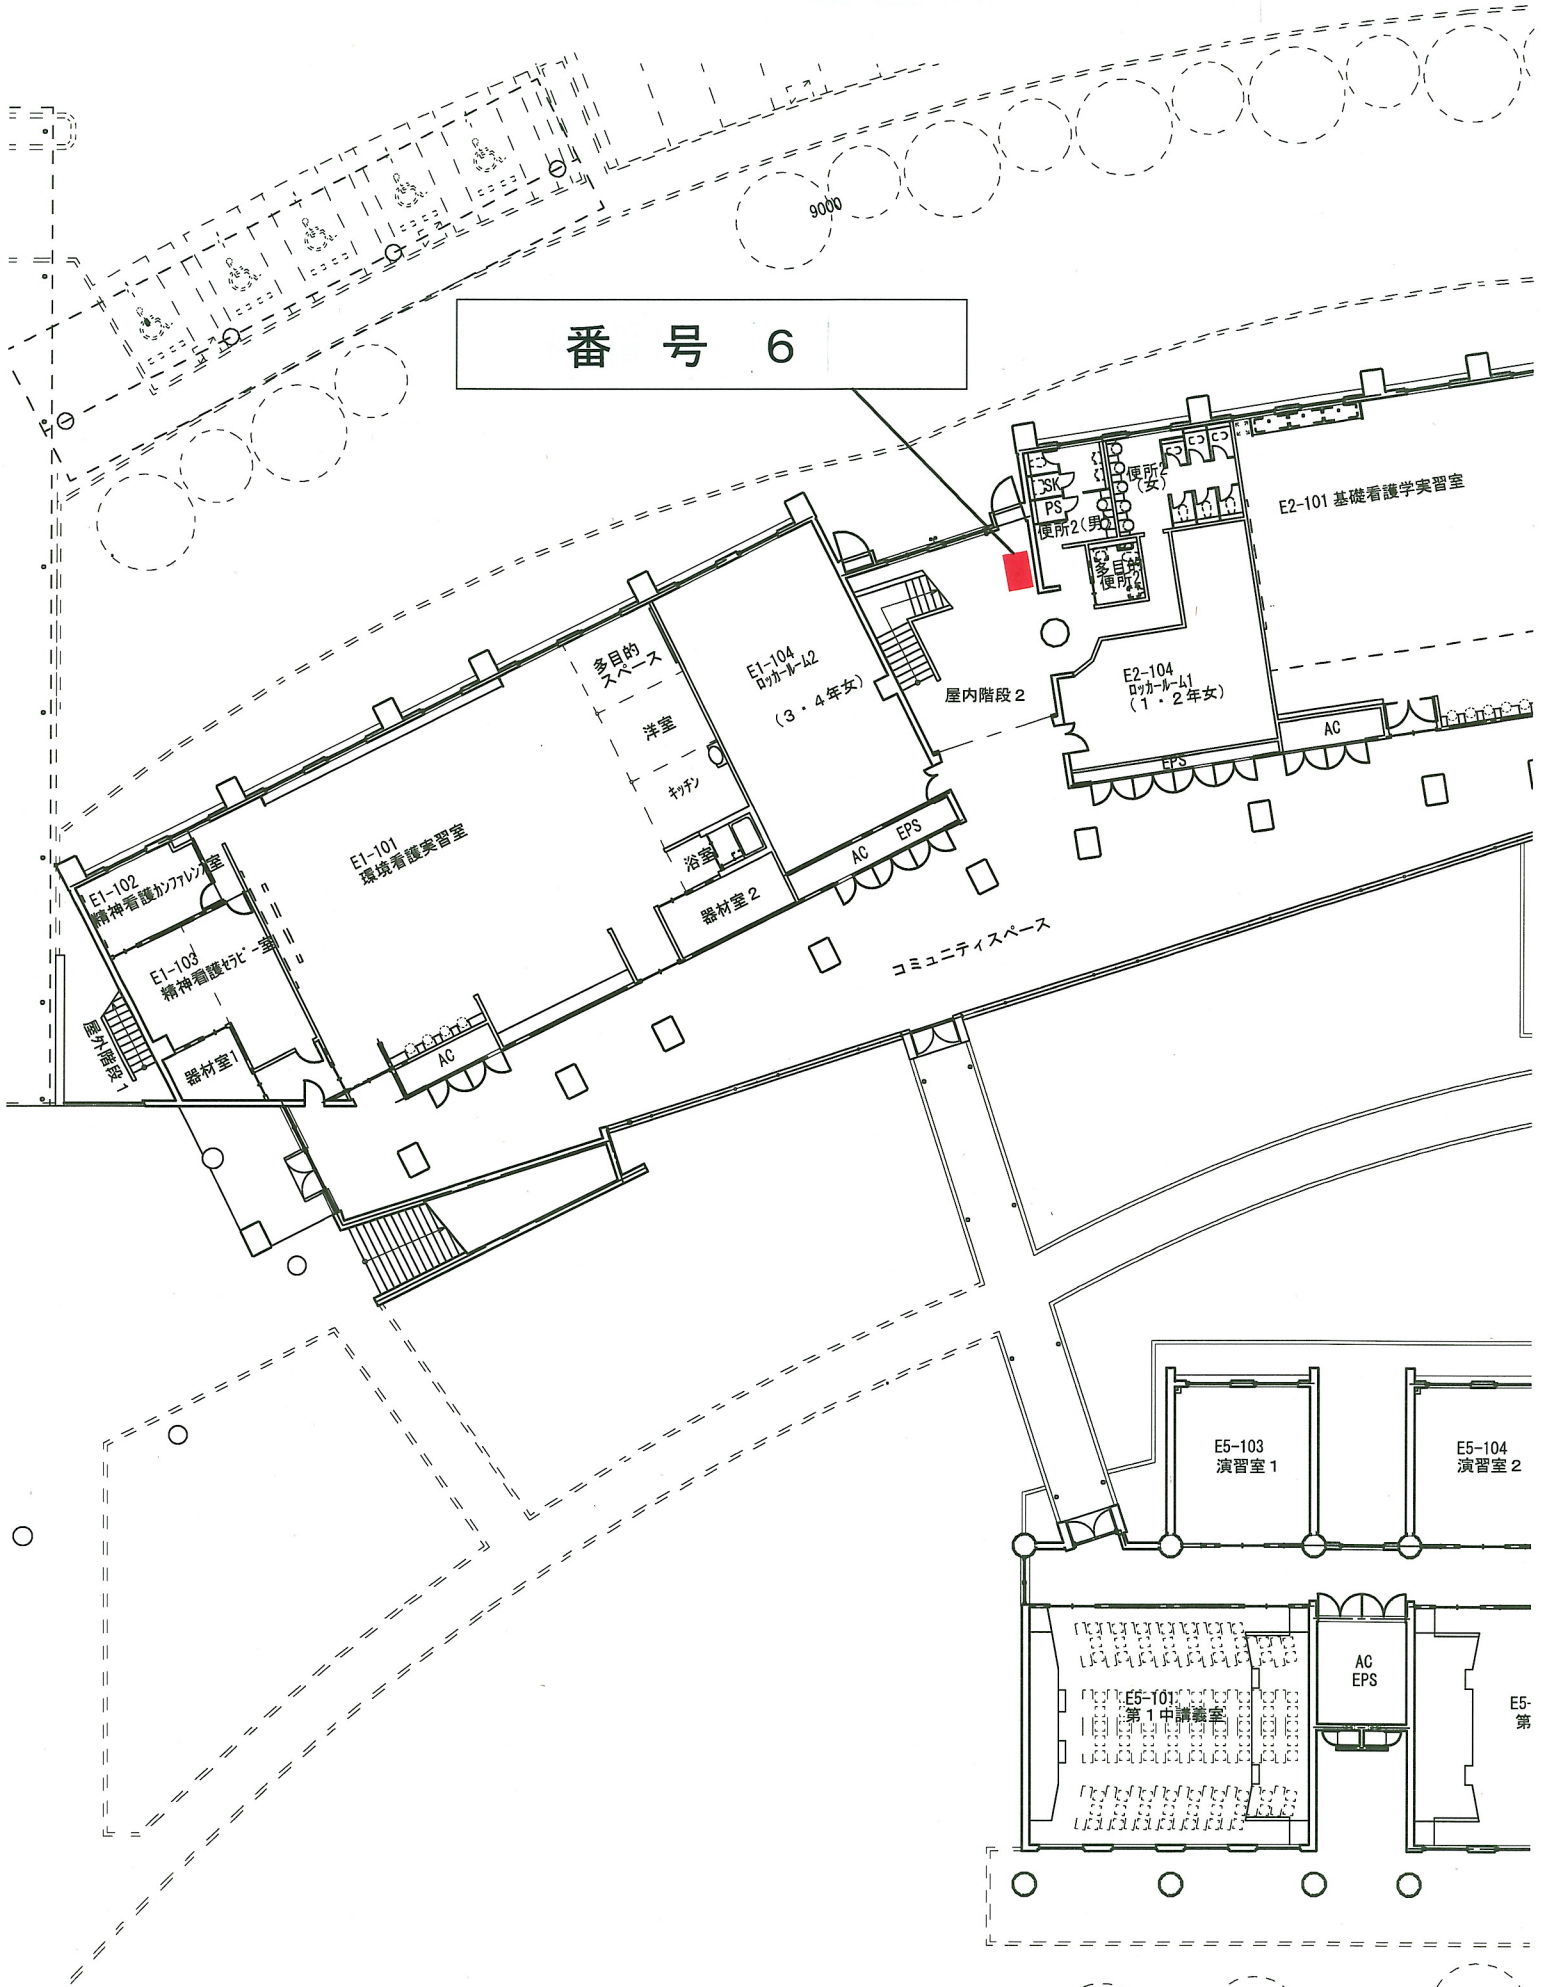 9000
番 号 6
SK
PS
便所2(男)
便所2
(女)
多目的
便所2
E2-101 基礎看護学実習室
E1-104
ロッカールーム2
(3・4年女)
多目的
スペース
洋室
キッチン
浴室
器材室2
屋内階段2
E2-104
ロッカールーム1
(1・2年女)
EPS
AC
AC
EPS
E1-101
環境看護実習室
E1-102
精神看護カンファレンス室
E1-103
精神看護セラピー室
屋外階段1
器材室1
AC
コミュニティスペース
E5-103
演習室1
E5-104
演習室2
E5-101
第1中講義室
AC
EPS
E5-
第